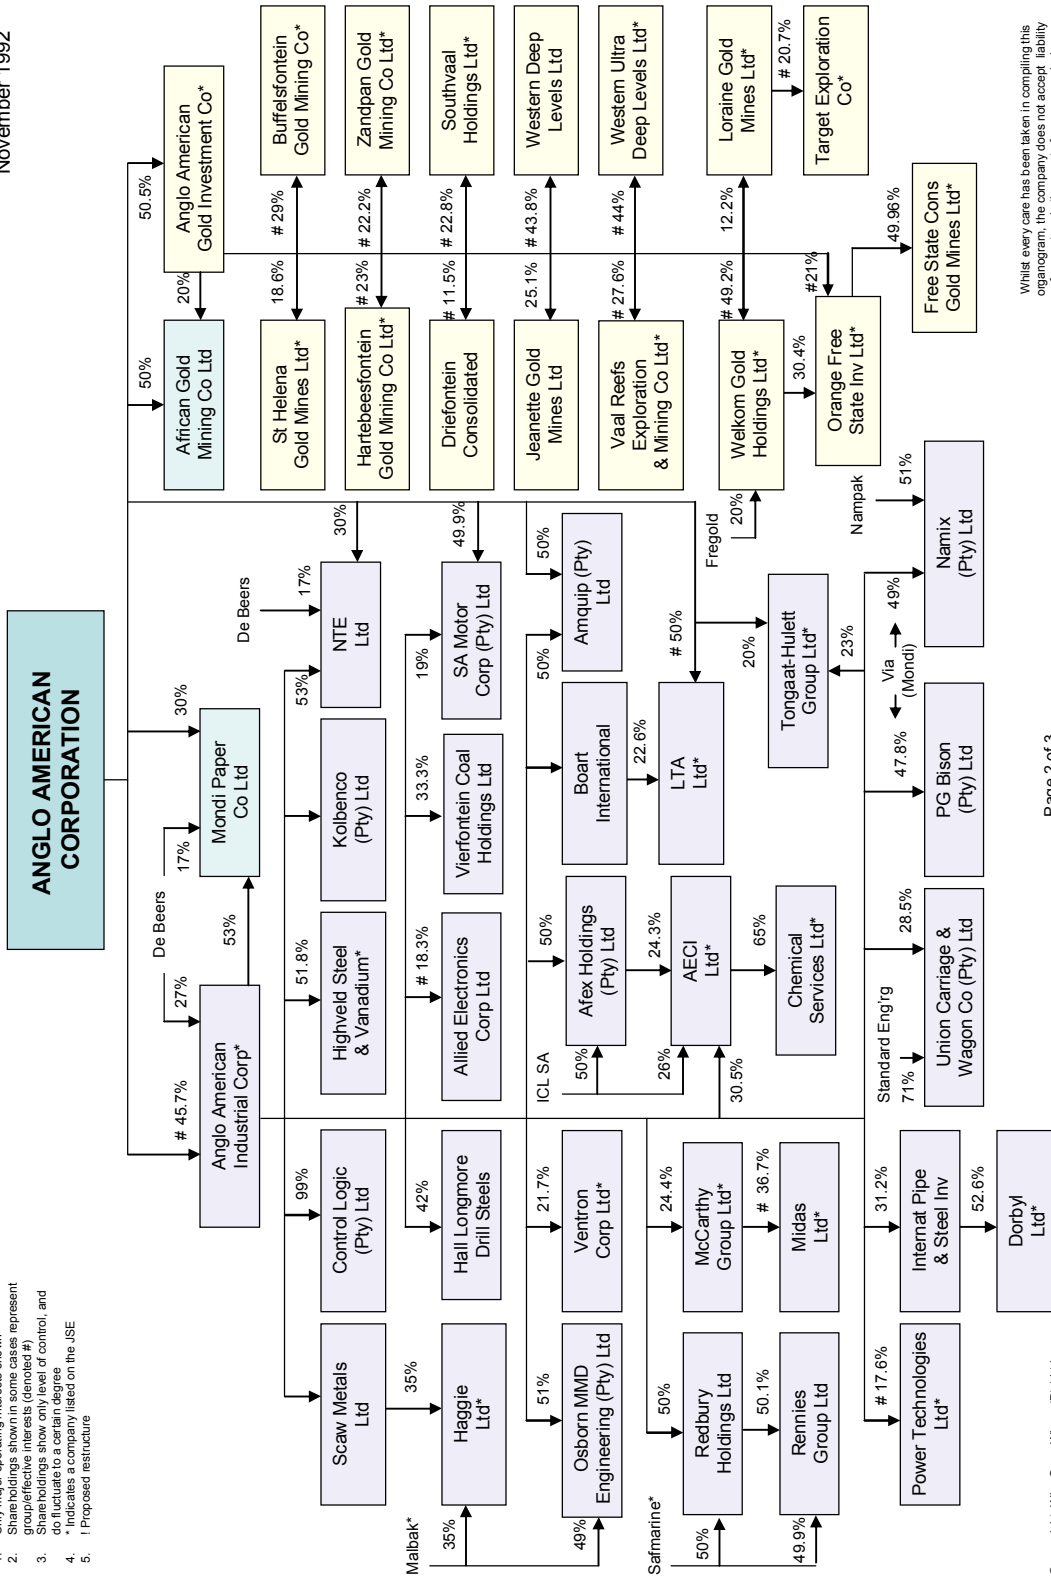 November 1992
ANGLO AMERICAN
CORPORATION
2. Shareholdings shown in some cases represent
group/effective interests (denoted #)
3. Shareholdings show only level of control, and
do fluctuate to a certain degree
4. * Indicates a company listed on the JSE
5. ! Proposed restructure
# 45.7%
27%
De Beers
17%
30%
50%
50.5%
Anglo American
Industrial Corp*
53%
Mondi Paper
Co Ltd
African Gold
Mining Co Ltd
20%
Anglo American
Gold Investment Co*
99%
51.8%
53%
De Beers
17%
30%
Scaw Metals
Ltd
Control Logic
(Pty) Ltd
Highveld Steel
& Vanadium*
Kolbenco
(Pty) Ltd
NTE
Ltd
St Helena
Gold Mines Ltd*
18.6%
# 29%
Buffelsfontein
Gold Mining Co*
Hartebeesfontein
Gold Mining Co Ltd*
# 23%
# 22.2%
Zandpan Gold
Mining Co Ltd*
35%
42%
# 18.3%
33.3%
19%
49.9%
Malbak*
35%
Haggie
Ltd*
Hall Longmore
Drill Steels
Allied Electronics
Corp Ltd
Vierfontein Coal
Holdings Ltd
SA Motor
Corp (Pty) Ltd
Driefontein
Consolidated
# 11.5%
# 22.8%
Southvaal
Holdings Ltd*
Jeanette Gold
Mines Ltd
25.1%
# 43.8%
Western Deep
Levels Ltd
51%
21.7%
50%
50%
50%
49%
Osborn MMD
Engineering (Pty) Ltd
Ventron
Corp Ltd*
ICL SA
50%
Afex Holdings
(Pty) Ltd
Boart
International
Amquip (Pty)
Ltd
Vaal Reefs
Exploration
& Mining Co Ltd*
# 27.6%
# 44%
Western Ultra
Deep Levels Ltd*
50%
24.4%
26%
30.5%
24.3%
22.6%
# 50%
Safmarine*
50%
Redbury
Holdings Ltd
McCarthy
Group Ltd*
AECI
Ltd*
LTA
Ltd*
Fregold
20%
Welkom Gold
Holdings Ltd*
# 49.2%
12.2%
Loraine Gold
Mines Ltd*
# 20.7%
50.1%
# 36.7%
65%
20%
30.4%
#21%
49.9%
Rennies
Group Ltd
Midas
Ltd*
Chemical
Services Ltd*
Tongaat-Hulett
Group Ltd*
Orange Free
State Inv Ltd*
Target Exploration
Co*
23%
49.96%
# 17.6%
31.2%
Standard Eng'rg
71%
28.5%
47.8%
Via
(Mondi)
49%
Nampak
51%
Power Technologies
Ltd*
Internat Pipe
& Steel Inv
Union Carriage &
Wagon Co (Pty) Ltd
PG Bison
(Pty) Ltd
Namix
(Pty) Ltd
Free State Cons
Gold Mines Ltd*
52.6%
Dorbyl
Ltd*
Page 2 of 3
Whilst every care has been taken in compiling this
organogram, the company does not accept liability